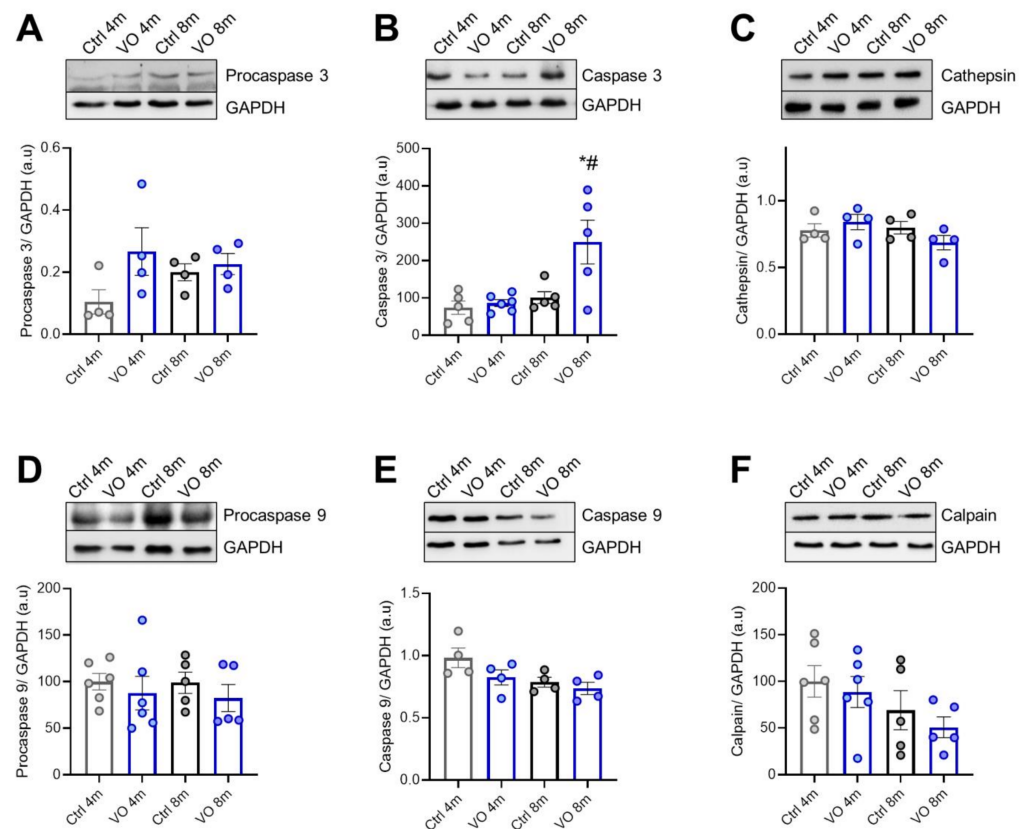 A
Ctrl 4m VO 4m Ctrl 8m VO 8m
Procaspase 3
GAPDH
Procaspase 3/ GAPDH (a.u)
0.6
0.4
0.2
0.0
Ctrl 4m VO 4m Ctrl 8m VO 8m
B
Ctrl 4m VO 4m Ctrl 8m VO 8m
Caspase 3
GAPDH
Caspase 3/ GAPDH (a.u)
500
400
300
200
100
0
*#
Ctrl 4m VO 4m Ctrl 8m VO 8m
C
Ctrl 4m VO 4m Ctrl 8m VO 8m
Cathepsin
GAPDH
Cathepsin/ GAPDH (a.u)
1.0
0.5
0.0
Ctrl 4m VO 4m Ctrl 8m VO 8m
D
Ctrl 4m VO 4m Ctrl 8m VO 8m
Procaspase 9
GAPDH
Procaspase 9/ GAPDH (a.u)
200
150
100
50
0
Ctrl 4m VO 4m Ctrl 8m VO 8m
E
Ctrl 4m VO 4m Ctrl 8m VO 8m
Caspase 9
GAPDH
Caspase 9/ GAPDH (a.u)
1.5
1.0
0.5
0.0
Ctrl 4m VO 4m Ctrl 8m VO 8m
F
Ctrl 4m VO 4m Ctrl 8m VO 8m
Calpain
GAPDH
Calpain/ GAPDH (a.u)
200
150
100
50
0
Ctrl 4m VO 4m Ctrl 8m VO 8m